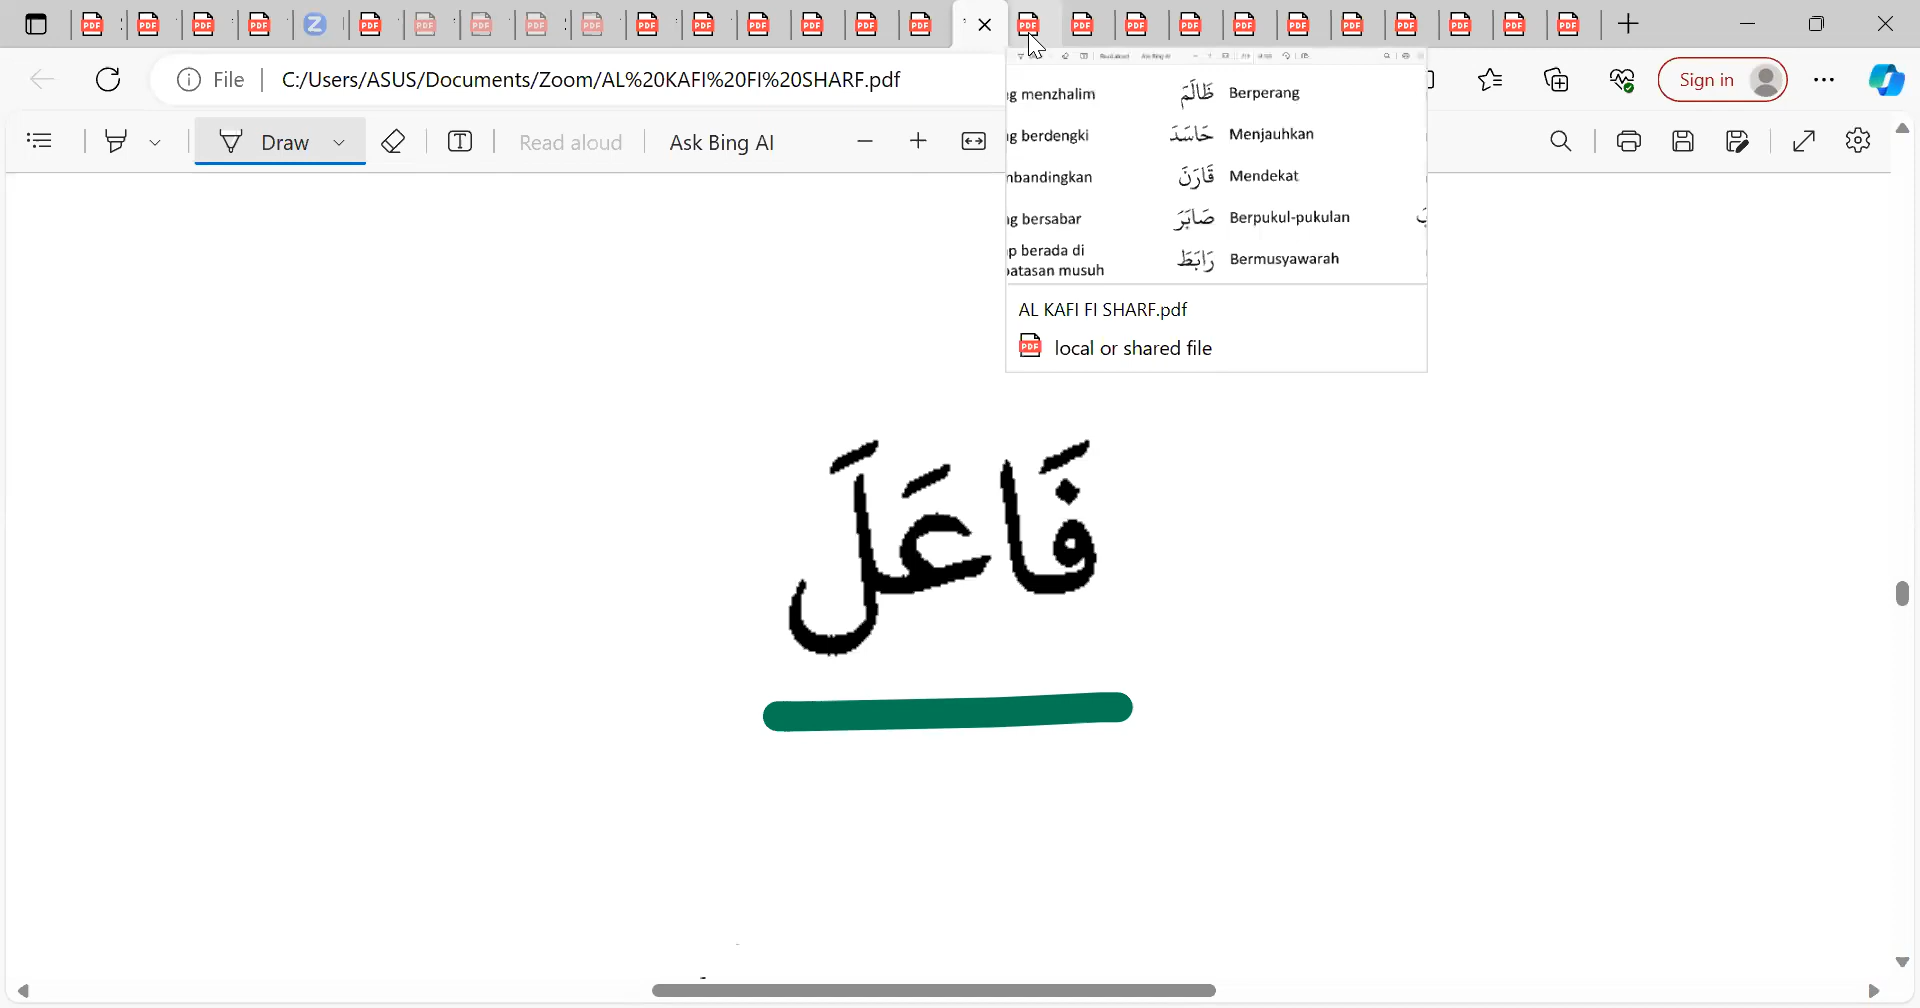 File
C:/Users/ASUS/Documents/Zoom/AL%20KAFI%20FI%20SHARF.pdf
Sign in
Draw
Read aloud
Ask Bing AI
menzhalim ظَالَمَ Berperang
berdengki حَاسَدَ Menjauhkan
nbandingkan قَارَنَ Mendekat
bersabar صَابَرَ Berpukul-pukulan
berada di
patasan musuh رَابَطَ Bermusyawarah
AL KAFI FI SHARF.pdf
PDF local or shared file
فَاعَلَ